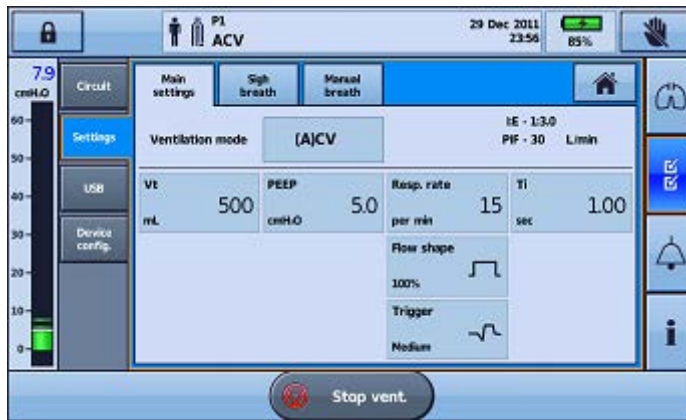 P1
ACV
29 Dec 2011
23:56
85%
7.9
cmH₂O
60
50
40
30
20
10
0
Circuit
Settings
USB
Device
config.
Main
settings
Sigh
breath
Manual
breath
Ventilation mode
(A)CV
I:E - 1:3.0
PIF - 30 L/min
Vt
500
mL
PEEP
5.0
cmH₂O
Resp. rate
15
per min
Ti
1.00
sec
Flow shape
100%
Trigger
Medium
Stop vent.
i